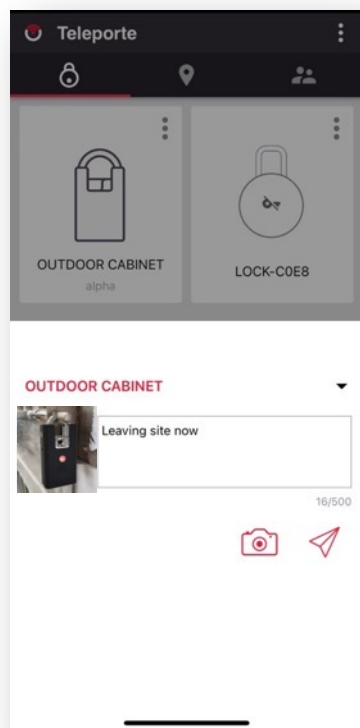 Teleporte
OUTDOOR CABINET
alpha
LOCK-C0E8
OUTDOOR CABINET
Leaving site now
16/500